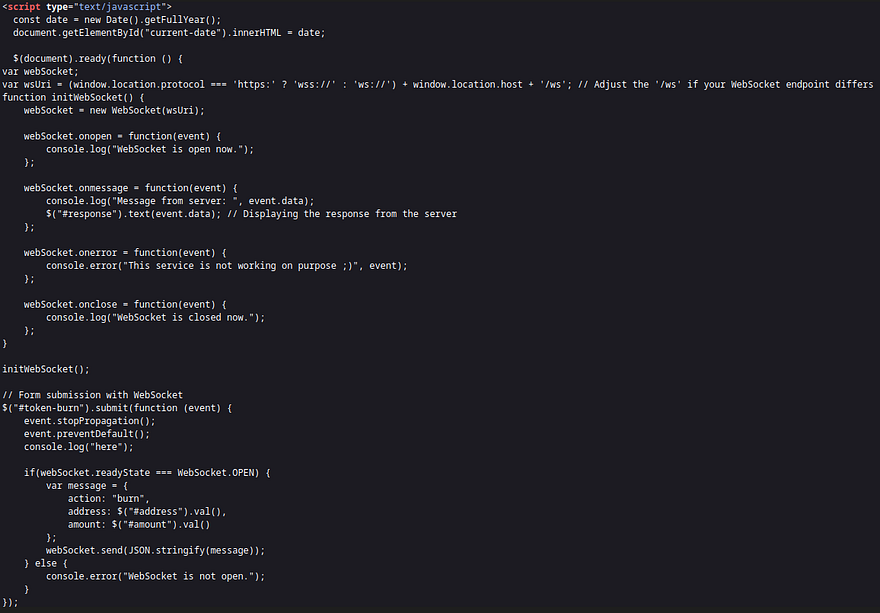 <script type="text/javascript">
  const date = new Date().getFullYear();
  document.getElementById("current-date").innerHTML = date;

  $(document).ready(function () {
var webSocket;
var wsUri = (window.location.protocol === 'https:' ? 'wss://' : 'ws://') + window.location.host + '/ws'; // Adjust the '/ws' if your WebSocket endpoint differs
function initWebSocket() {
    webSocket = new WebSocket(wsUri);

    webSocket.onopen = function(event) {
        console.log("WebSocket is open now.");
    };

    webSocket.onmessage = function(event) {
        console.log("Message from server: ", event.data);
        $("#response").text(event.data); // Displaying the response from the server
    };

    webSocket.onerror = function(event) {
        console.error("This service is not working on purpose ;)", event);
    };

    webSocket.onclose = function(event) {
        console.log("WebSocket is closed now.");
    };
}

initWebSocket();

// Form submission with WebSocket
$("#token-burn").submit(function (event) {
    event.stopPropagation();
    event.preventDefault();
    console.log("here");

    if(webSocket.readyState === WebSocket.OPEN) {
        var message = {
            action: "burn",
            address: $("#address").val(),
            amount: $("#amount").val()
        };
        webSocket.send(JSON.stringify(message));
    } else {
        console.error("WebSocket is not open.");
    }
});